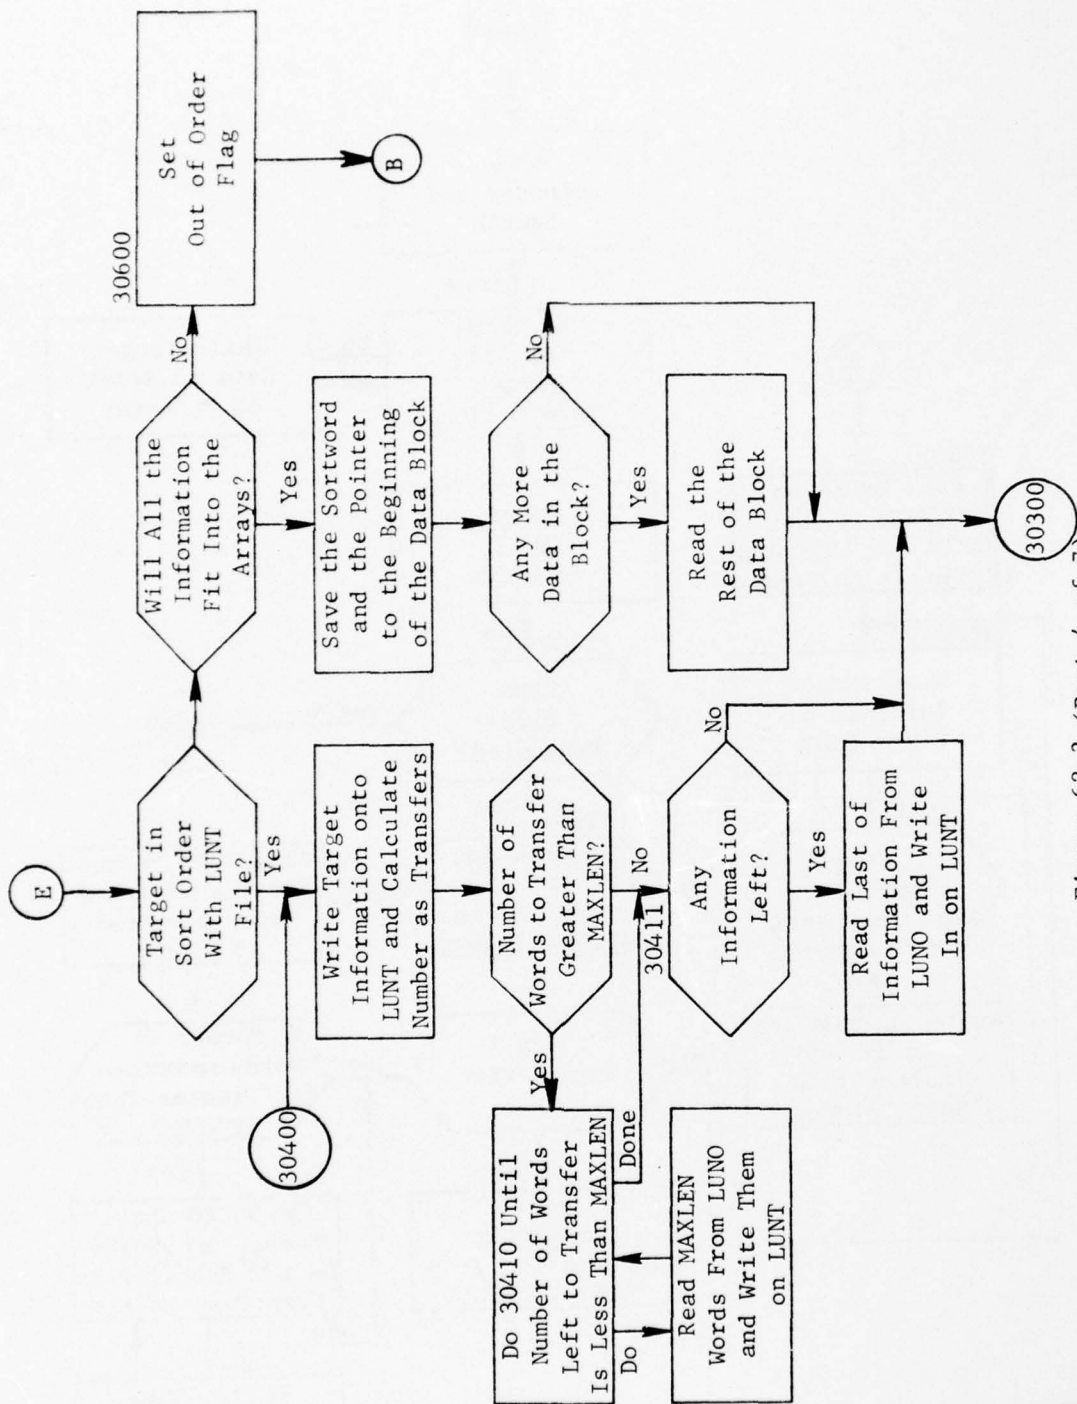 E
Target in
Sort Order
With LUNT
File?
Yes
30400
Write Target
Information onto
LUNT and Calculate
Number as Transfers
Number of
Words to Transfer
Greater Than
MAXLEN?
Yes
No
Do 30410 Until
Number of Words
Left to Transfer
Is Less Than MAXLEN
Do
Done
Read MAXLEN
Words From LUNO
and Write Them
on LUNT
30411
Any
Information
Left?
No
Yes
Read Last of
Information From
LUNO and Write
In on LUNT
Will All the
Information
Fit Into the
Arrays?
No
Yes
30600
Set
Out of Order
Flag
B
Save the Sortword
and the Pointer
to the Beginning
of the Data Block
Any More
Data in the
Block?
No
Yes
Read the
Rest of the
Data Block
30300